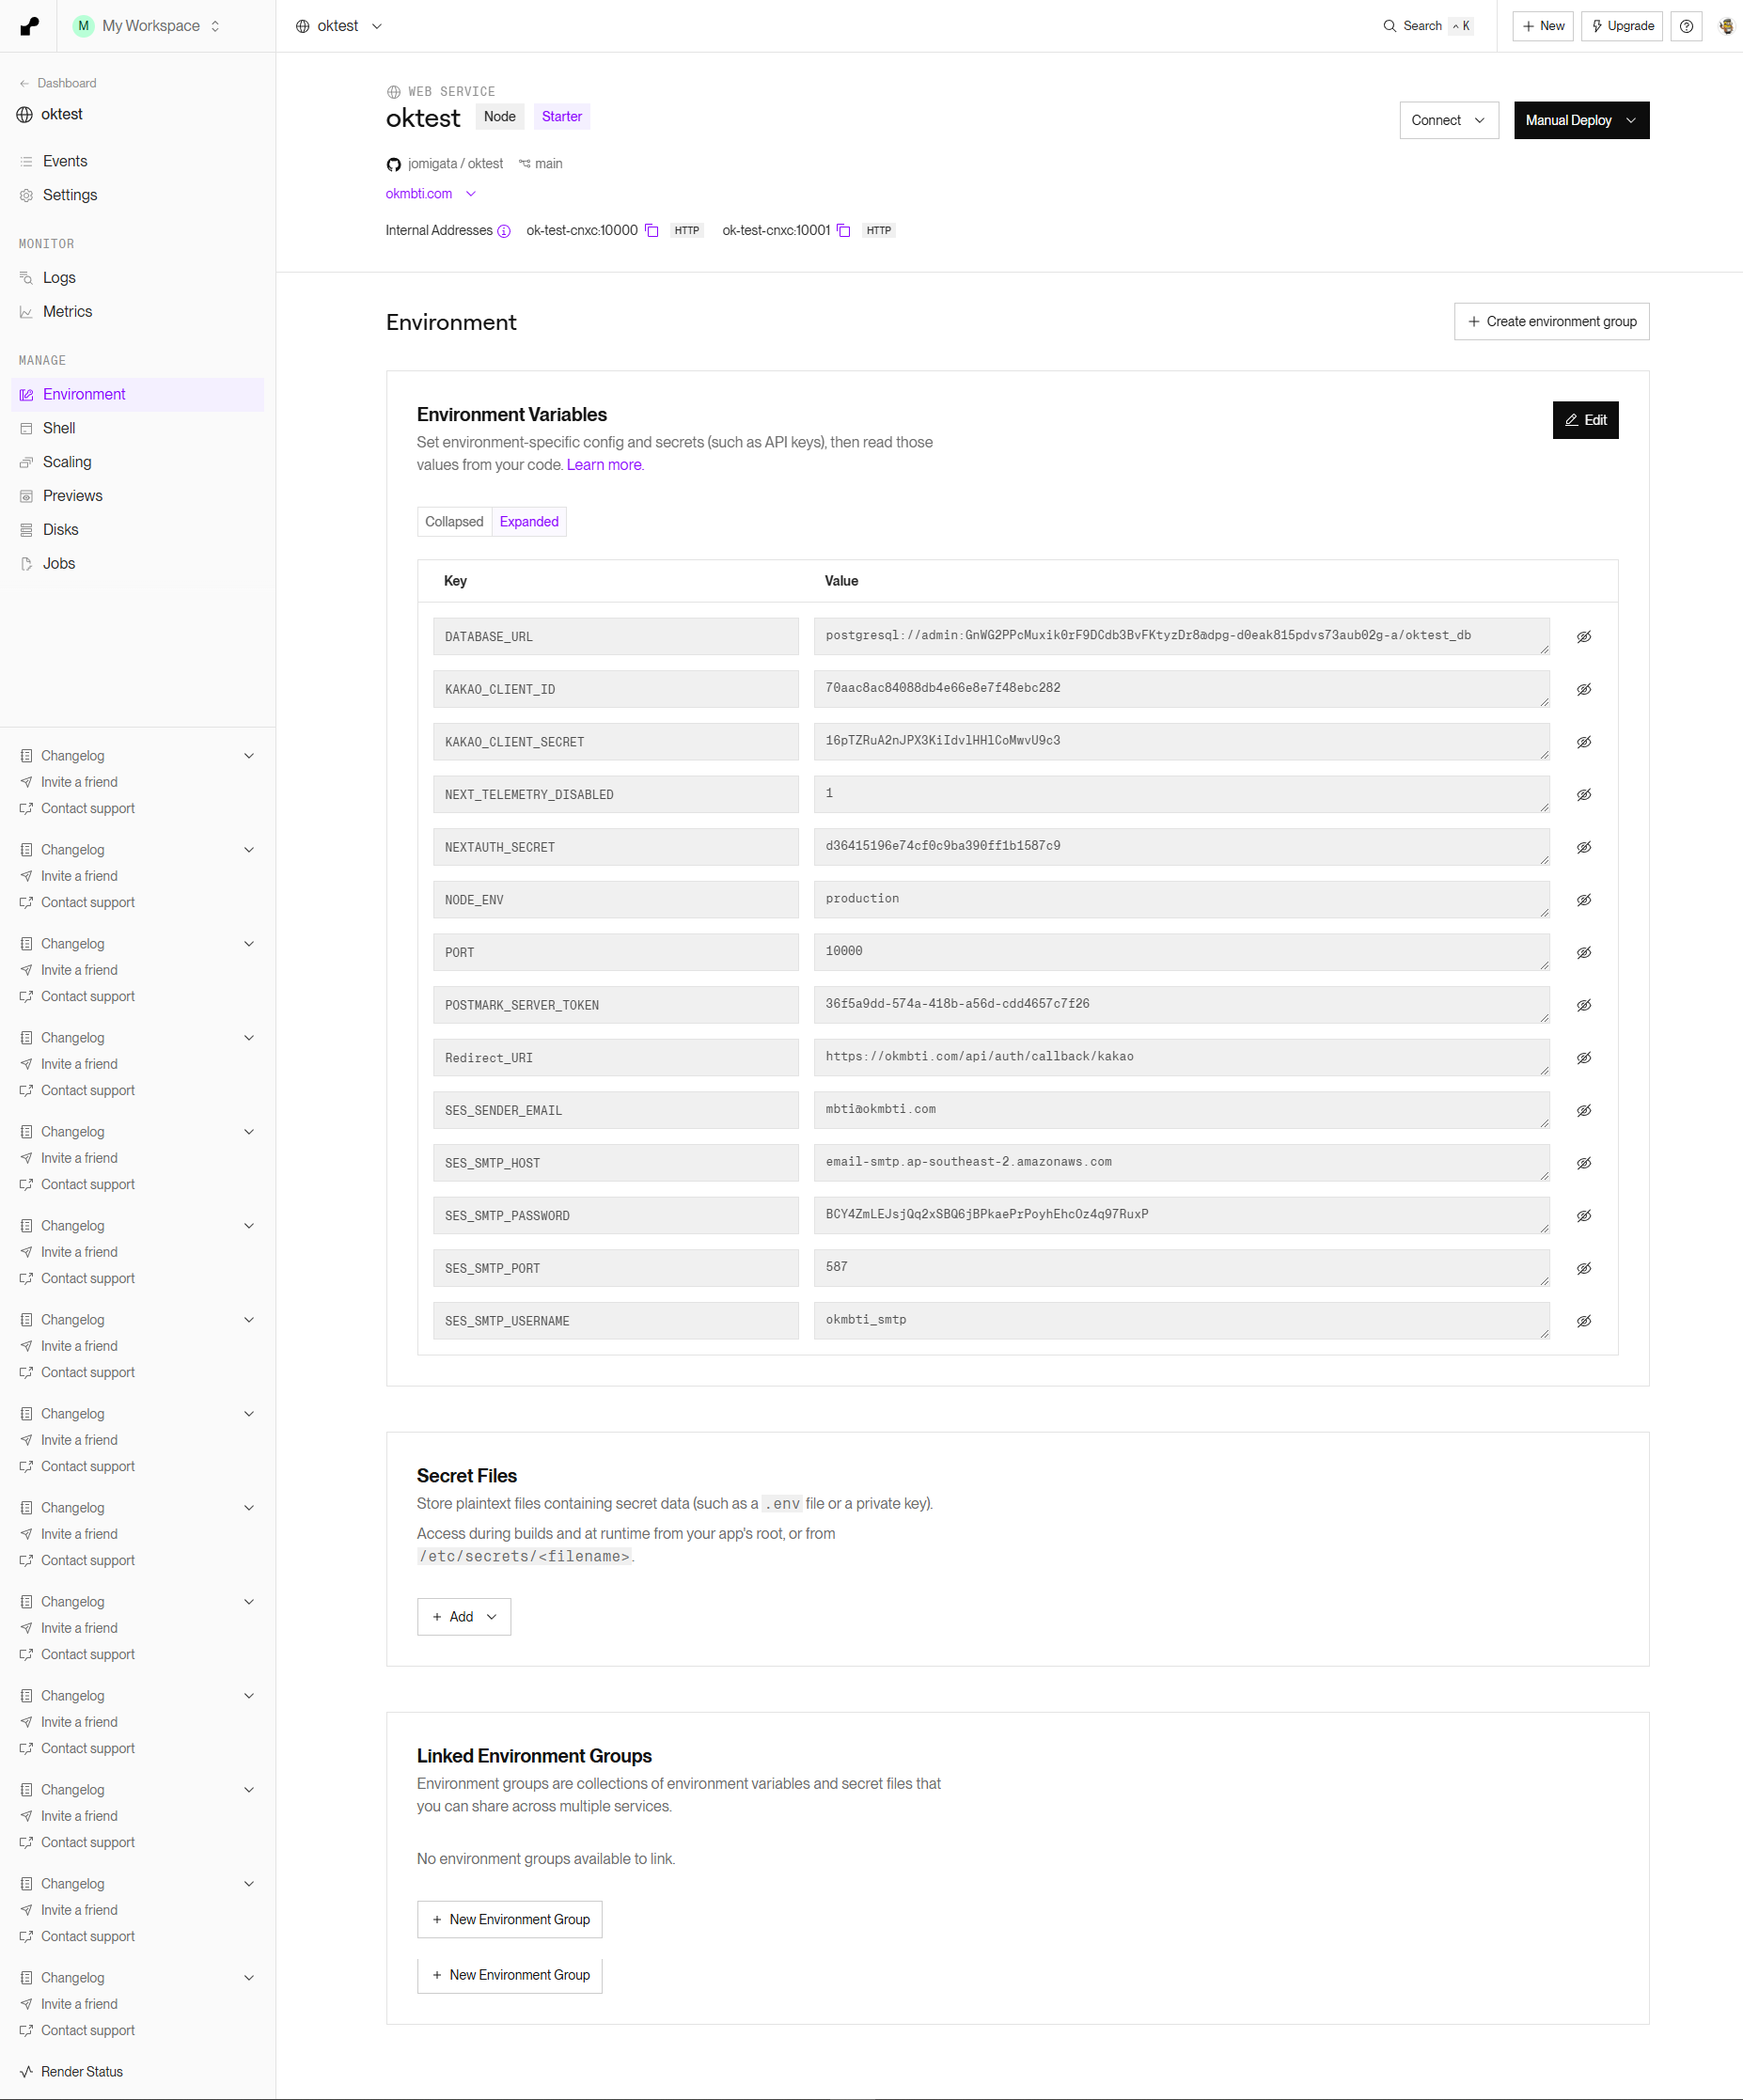 M My Workspace
oktest
Search ^ K
+ New
Upgrade
← Dashboard
oktest
Events
Settings
MONITOR
Logs
Metrics
MANAGE
Environment
Shell
Scaling
Previews
Disks
Jobs
Changelog
Invite a friend
Contact support
Changelog
Invite a friend
Contact support
Changelog
Invite a friend
Contact support
Changelog
Invite a friend
Contact support
Changelog
Invite a friend
Contact support
Changelog
Invite a friend
Contact support
Changelog
Invite a friend
Contact support
Changelog
Invite a friend
Contact support
Changelog
Invite a friend
Contact support
Changelog
Invite a friend
Contact support
Changelog
Invite a friend
Contact support
Changelog
Invite a friend
Contact support
Changelog
Invite a friend
Contact support
Changelog
Invite a friend
Contact support
Render Status
WEB SERVICE
oktest Node Starter
Connect
Manual Deploy
jomigata / oktest main
okmbti.com
Internal Addresses ok-test-cnxc:10000 HTTP ok-test-cnxc:10001 HTTP
Environment
+ Create environment group
Environment Variables
Edit
Set environment-specific config and secrets (such as API keys), then read those
values from your code. Learn more.
Collapsed Expanded
Key Value
DATABASE_URL postgresql://admin:GnWG2PPcMuxik0rF9DCdb3BvFKtyzDr8@dpg-d0eak815pdvs73aub02g-a/oktest_db
KAKAO_CLIENT_ID 70aac8ac84088db4e66e8e7f48ebc282
KAKAO_CLIENT_SECRET 16pTZRuA2nJPX3KiIdvlHHlCoMwvU9c3
NEXT_TELEMETRY_DISABLED 1
NEXTAUTH_SECRET d36415196e74cf0c9ba390ff1b1587c9
NODE_ENV production
PORT 10000
POSTMARK_SERVER_TOKEN 36f5a9dd-574a-418b-a56d-cdd4657c7f26
Redirect_URI https://okmbti.com/api/auth/callback/kakao
SES_SENDER_EMAIL mbti@okmbti.com
SES_SMTP_HOST email-smtp.ap-southeast-2.amazonaws.com
SES_SMTP_PASSWORD BCY4ZmLEJsjQq2xSBQ6jBPkaePrPoyhEhcOz4q97RuxP
SES_SMTP_PORT 587
SES_SMTP_USERNAME okmbti_smtp
Secret Files
Store plaintext files containing secret data (such as a .env file or a private key).
Access during builds and at runtime from your app's root, or from
/etc/secrets/<filename>.
+ Add
Linked Environment Groups
Environment groups are collections of environment variables and secret files that
you can share across multiple services.
No environment groups available to link.
+ New Environment Group
+ New Environment Group